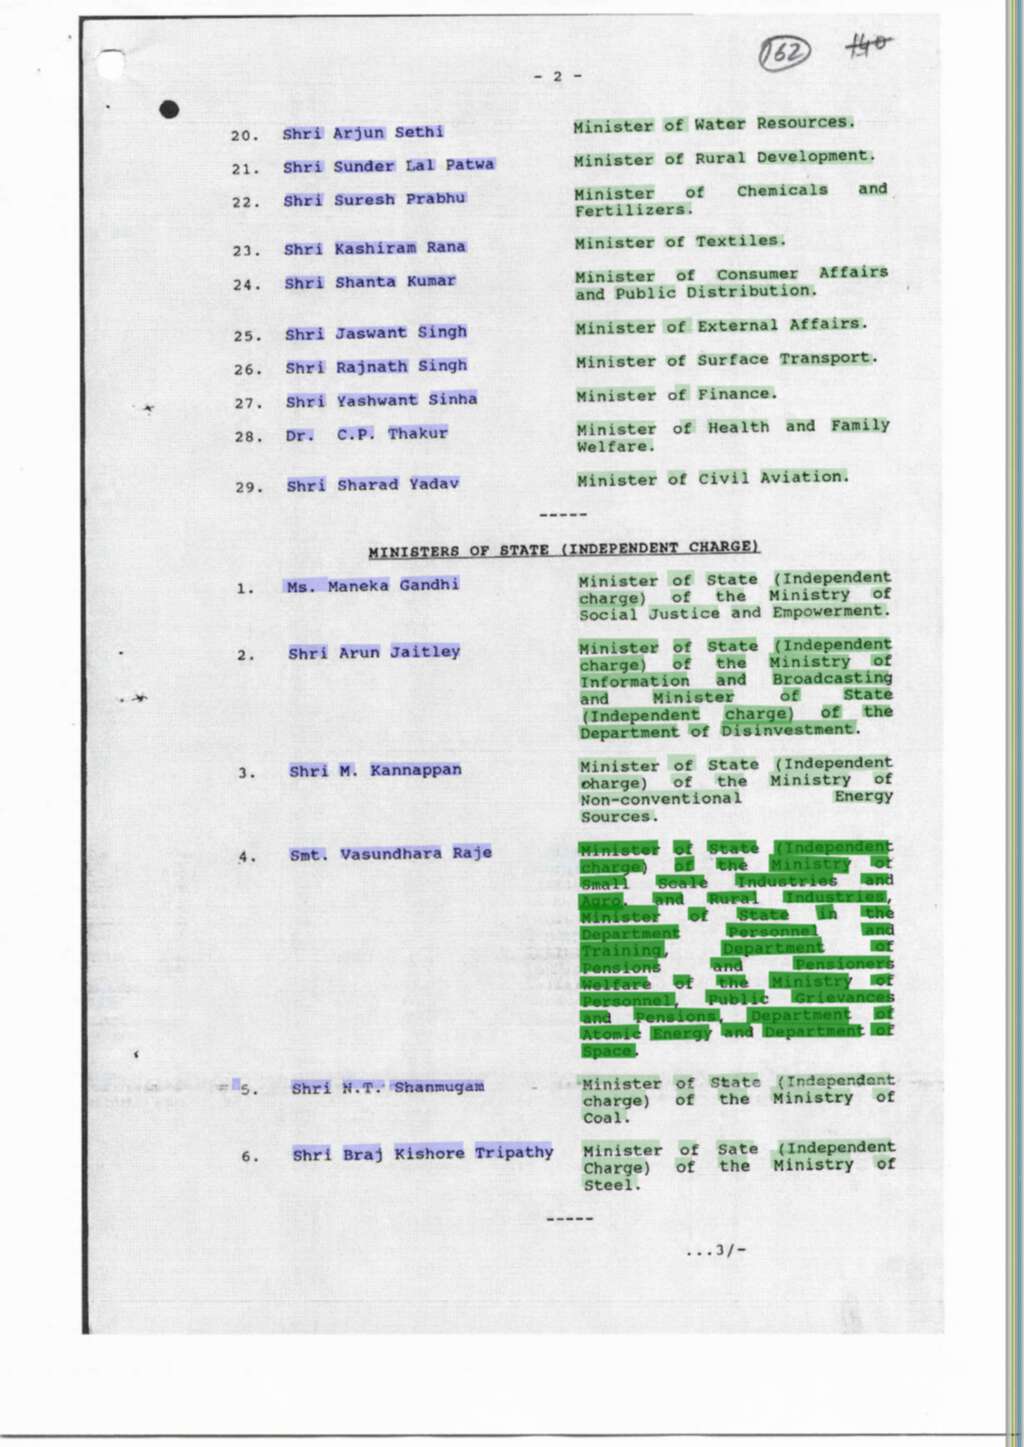 162 140
- 2 -
20. Shri Arjun Sethi Minister of Water Resources.
21. Shri Sunder Lal Patwa Minister of Rural Development.
22. Shri Suresh Prabhu Minister of Chemicals and
Fertilizers.
23. Shri Kashiram Rana Minister of Textiles.
24. Shri Shanta Kumar Minister of Consumer Affairs
and Public Distribution.
25. Shri Jaswant Singh Minister of External Affairs.
26. Shri Rajnath Singh Minister of Surface Transport.
27. Shri Yashwant Sinha Minister of Finance.
28. Dr. C.P. Thakur Minister of Health and Family
Welfare.
29. Shri Sharad Yadav Minister of Civil Aviation.
-----
MINISTERS OF STATE (INDEPENDENT CHARGE)
1. Ms. Maneka Gandhi Minister of State (Independent
charge) of the Ministry of
Social Justice and Empowerment.
2. Shri Arun Jaitley Minister of State (Independent
charge) of the Ministry of
Information and Broadcasting
and Minister of State
(Independent charge) of the
Department of Disinvestment.
3. Shri M. Kannappan Minister of State (Independent
charge) of the Ministry of
Non-conventional Energy
Sources.
4. Smt. Vasundhara Raje Minister of State (Independent
charge) of the Ministry of
Small Scale Industries and
Agro, and Rural Industries,
Minister of State in the
Department Personnel and
Training, Department of
Pensions and Pensioners
Welfare of the Ministry of
Personnel, Public Grievances
and Pensions, Department of
Atomic Energy and Department of
Space.
5. Shri N.T. Shanmugam Minister of State (Independent
charge) of the Ministry of
Coal.
6. Shri Braj Kishore Tripathy Minister of Sate (Independent
Charge) of the Ministry of
Steel.
-----
...3/-